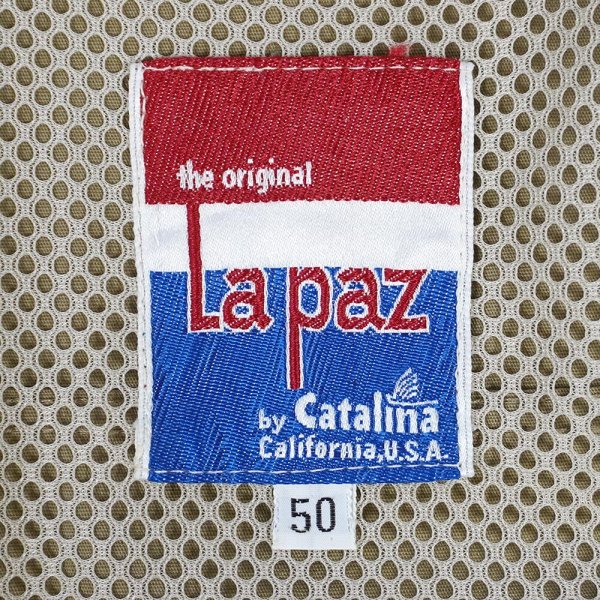 the original
La paz
by Catalina
California, U.S.A.
50